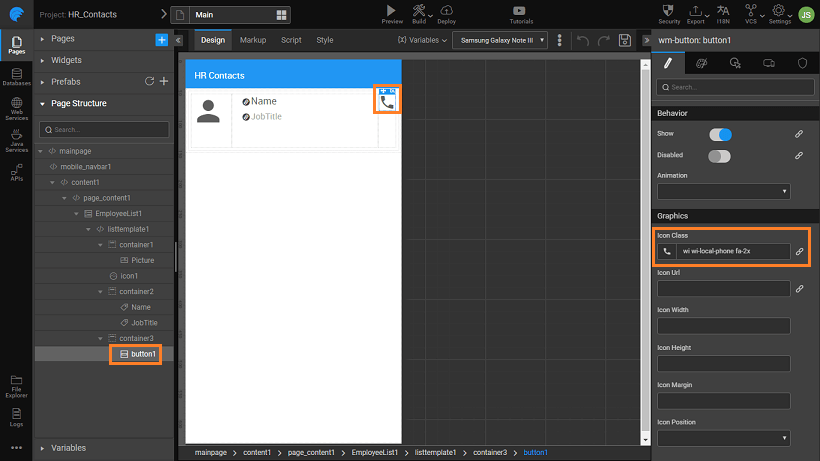 Project: HR_Contacts
Main
Preview
Build
Deploy
Tutorials
Security
Export
I18N
VCS
Settings
JS
Pages
Databases
Web
Services
Java
Services
APIs
File
Explorer
Logs
Pages
Widgets
Prefabs
Page Structure
Search...
mainpage
mobile_navbar1
content1
page_content1
EmployeeList1
listtemplate1
container1
Picture
icon1
container2
Name
JobTitle
container3
button1
Variables
Design
Markup
Script
Style
(X) Variables
Samsung Galaxy Note III
HR Contacts
Name
JobTitle
mainpage
content1
page_content1
EmployeeList1
listtemplate1
container3
button1
wm-button: button1
Search...
Behavior
Show
Disabled
Animation
Graphics
Icon Class
wi wi-local-phone fa-2x
Icon Url
Icon Width
Icon Height
Icon Margin
Icon Position